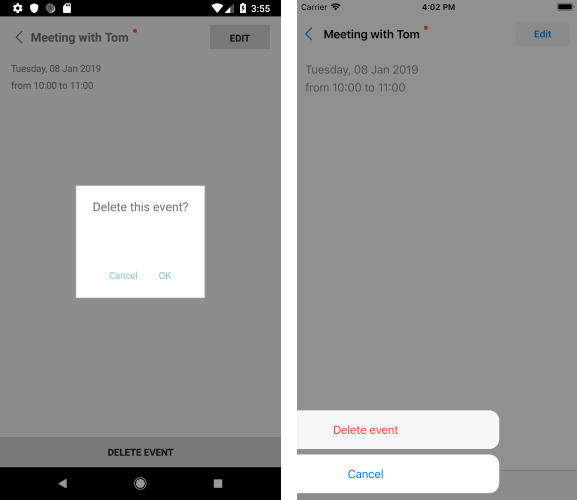 3:55
Meeting with Tom
EDIT
Tuesday, 08 Jan 2019
from 10:00 to 11:00
Delete this event?
Cancel OK
DELETE EVENT
Carrier 4:02 PM
Meeting with Tom
Edit
Tuesday, 08 Jan 2019
from 10:00 to 11:00
Delete event
Cancel